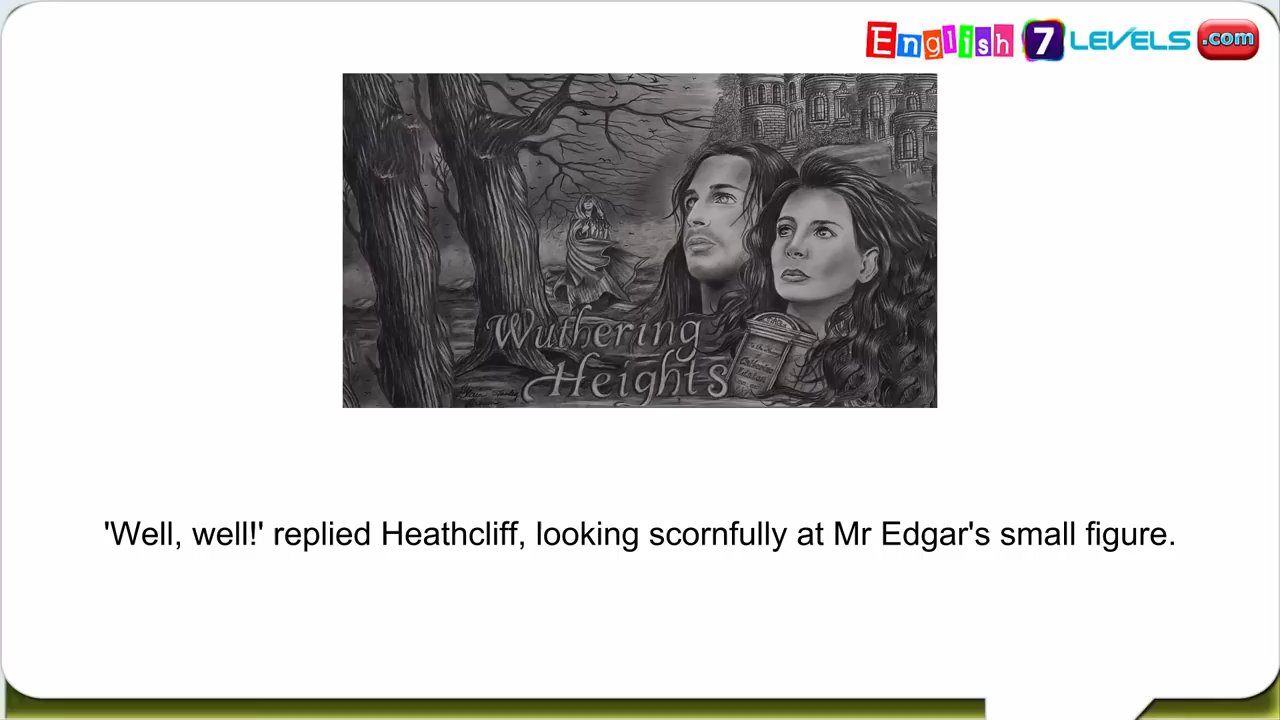 English 7 LEVELS .com
Wuthering
Heights
'Well, well!' replied Heathcliff, looking scornfully at Mr Edgar's small figure.